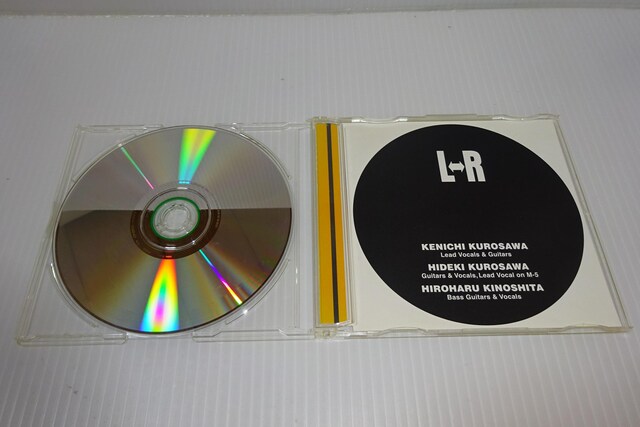 L↔R
KENICHI KUROSAWA
Lead Vocals & Guitars
HIDEKI KUROSAWA
Guitars & Vocals, Lead Vocal on M-5
HIROHARU KINOSHITA
Bass Guitars & Vocals